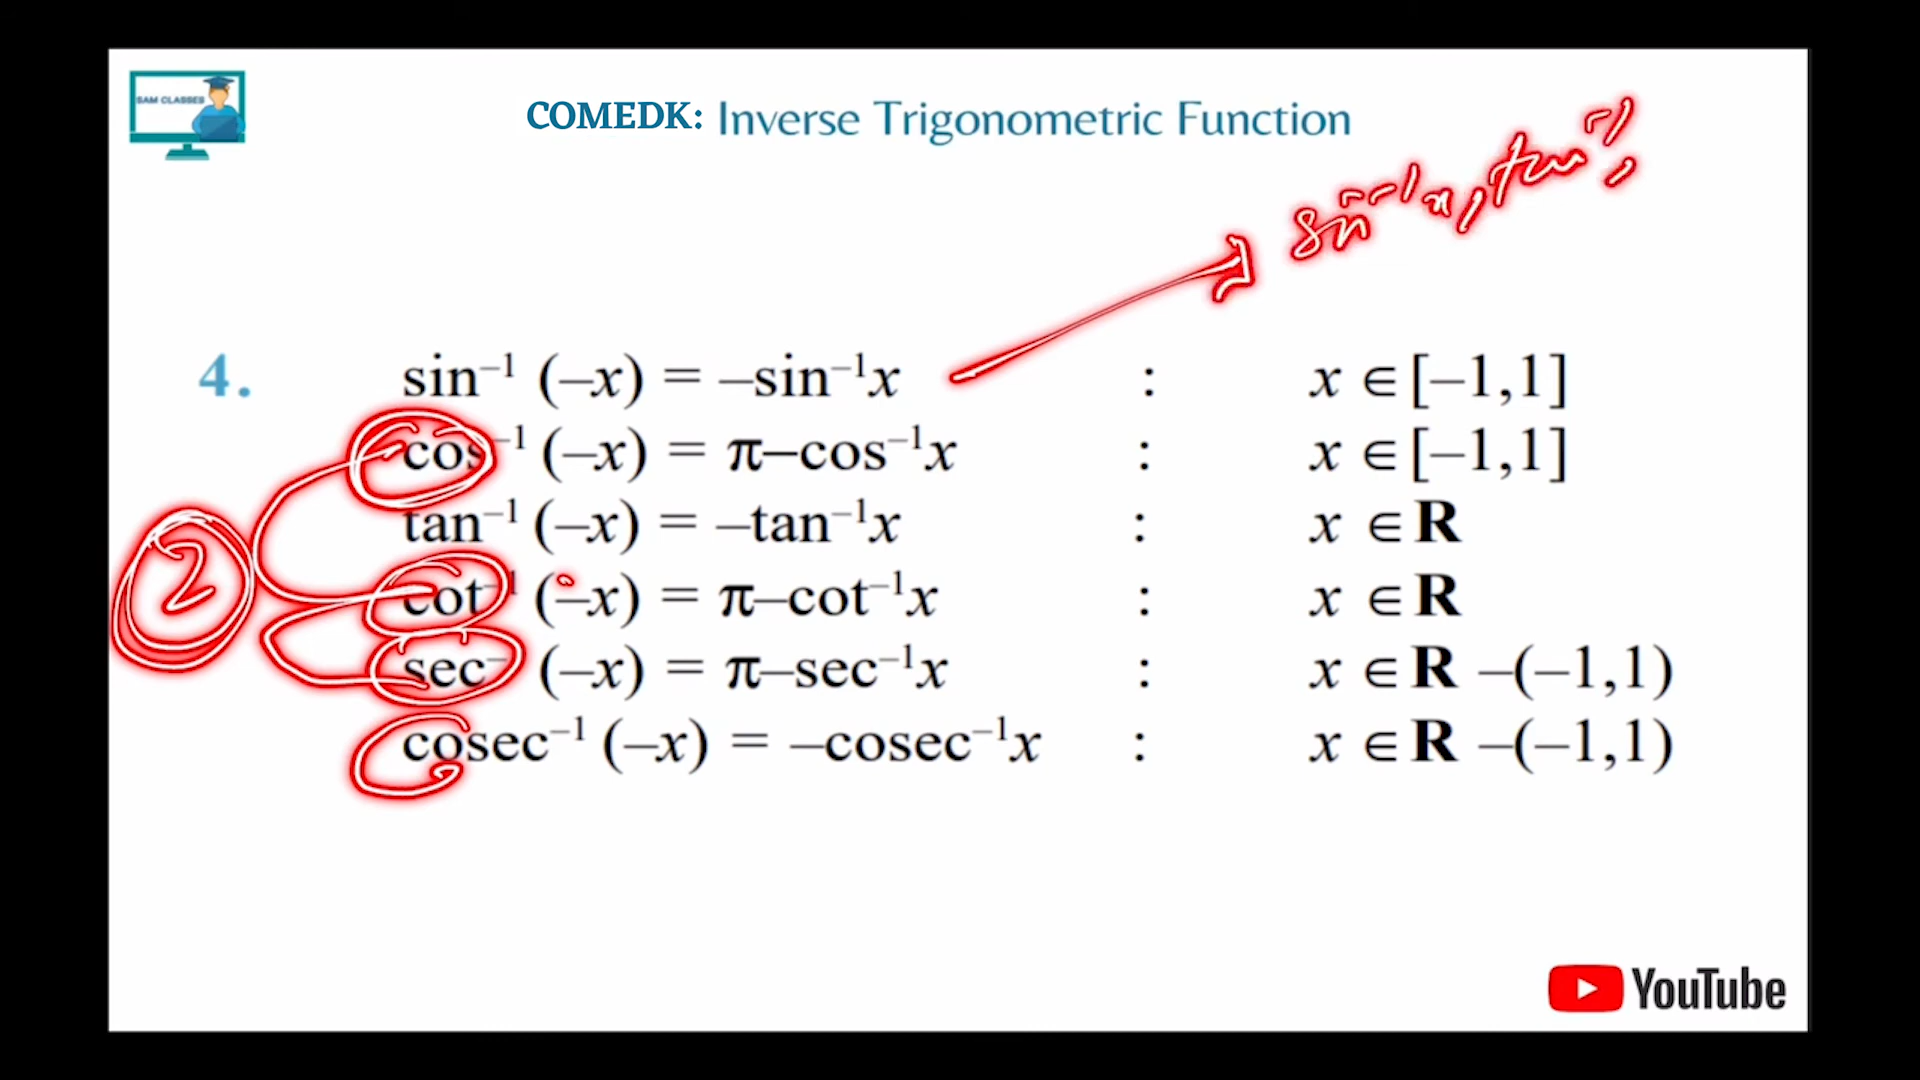 SAM CLASSES
COMEDK: Inverse Trigonometric Function
sin⁻¹x, tan⁻¹,
4. sin⁻¹ (–x) = –sin⁻¹x : x ∈ [–1,1]
cos⁻¹ (–x) = π–cos⁻¹x : x ∈ [–1,1]
tan⁻¹ (–x) = –tan⁻¹x : x ∈ R
2
cot⁻¹ (–x) = π–cot⁻¹x : x ∈ R
sec⁻ (–x) = π–sec⁻¹x : x ∈ R –(–1,1)
cosec⁻¹ (–x) = –cosec⁻¹x : x ∈ R –(–1,1)
YouTube